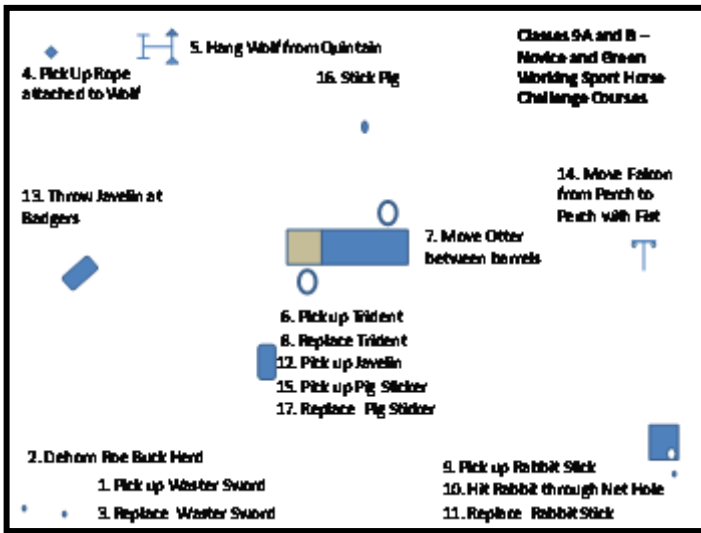 5. Hang Wolf from Quintain
Classes 9A and B –
Novice and Green
Working Sport Horse
Challenge Courses
4. Pick Up Rope
attached to Wolf
16. Stick Pig
14. Move Falcon
from Perch to
Perch with Fist
13. Throw Javelin at
Badgers
7. Move Otter
between barrels
6. Pick up Trident
8. Replace Trident
12. Pick up Javelin
15. Pick up Pig Sticker
17. Replace Pig Sticker
2. Dehorn Roe Buck Herd
1. Pick up Waster Sword
3. Replace Waster Sword
9. Pick up Rabbit Stick
10. Hit Rabbit through Net Hole
11. Replace Rabbit Stick